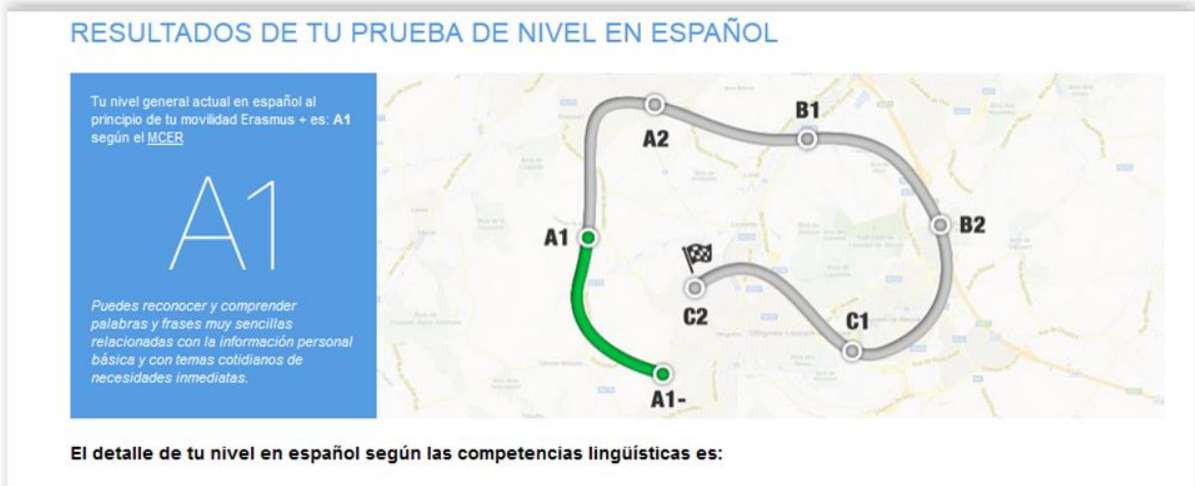 RESULTADOS DE TU PRUEBA DE NIVEL EN ESPAÑOL
Tu nivel general actual en español al
principio de tu movilidad Erasmus + es: A1
según el MCER
A1
Puedes reconocer y comprender
palabras y frases muy sencillas
relacionadas con la información personal
básica y con temas cotidianos de
necesidades inmediatas.
A1-
A1
A2
B1
B2
C1
C2
El detalle de tu nivel en español según las competencias lingüísticas es: